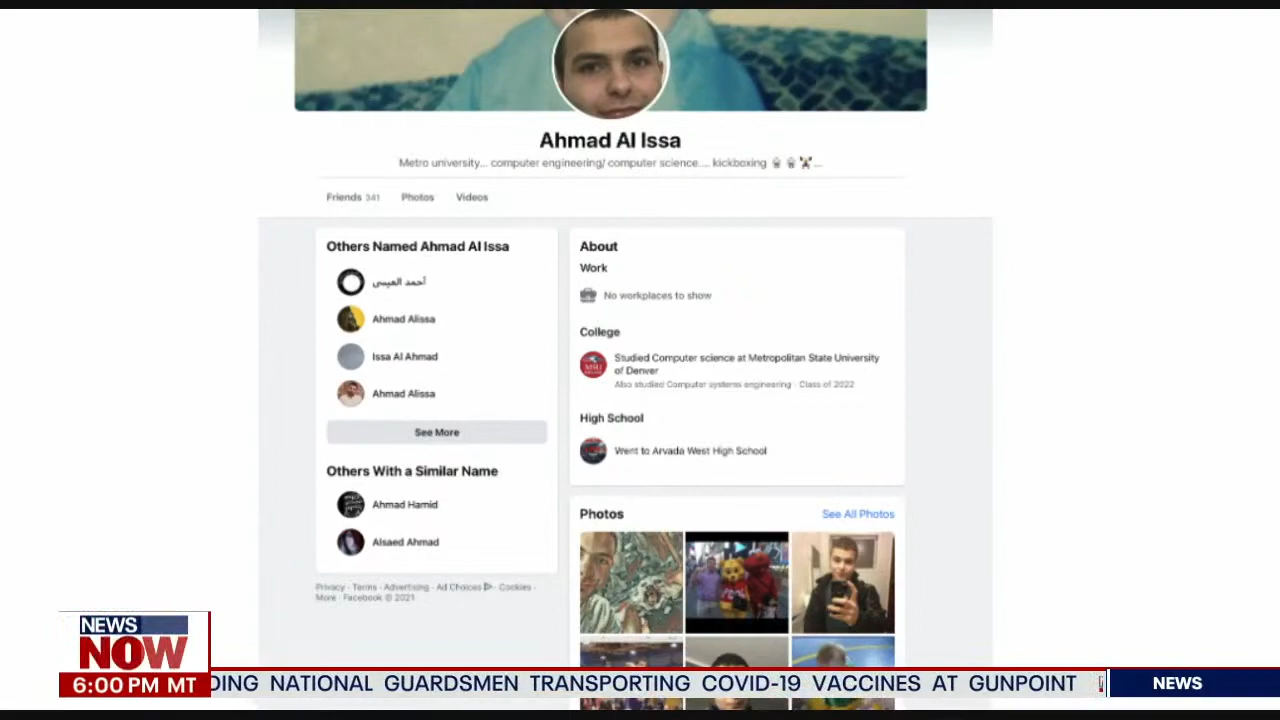 Ahmad Al Issa
Metro university... computer engineering/ computer science.... kickboxing ...
Friends 341 Photos Videos
Others Named Ahmad Al Issa
أحمد العيسى
Ahmad Alissa
Issa Al Ahmad
Ahmad Alissa
See More
Others With a Similar Name
Ahmad Hamid
Alsaed Ahmad
Privacy · Terms · Advertising · Ad Choices · Cookies ·
More · Facebook © 2021
About
Work
No workplaces to show
College
Studied Computer science at Metropolitan State University
of Denver
Also studied Computer systems engineering · Class of 2022
High School
Went to Arvada West High School
Photos
See All Photos
NEWS
NOW
6:00 PM MT
DING NATIONAL GUARDSMEN TRANSPORTING COVID-19 VACCINES AT GUNPOINT
NEWS